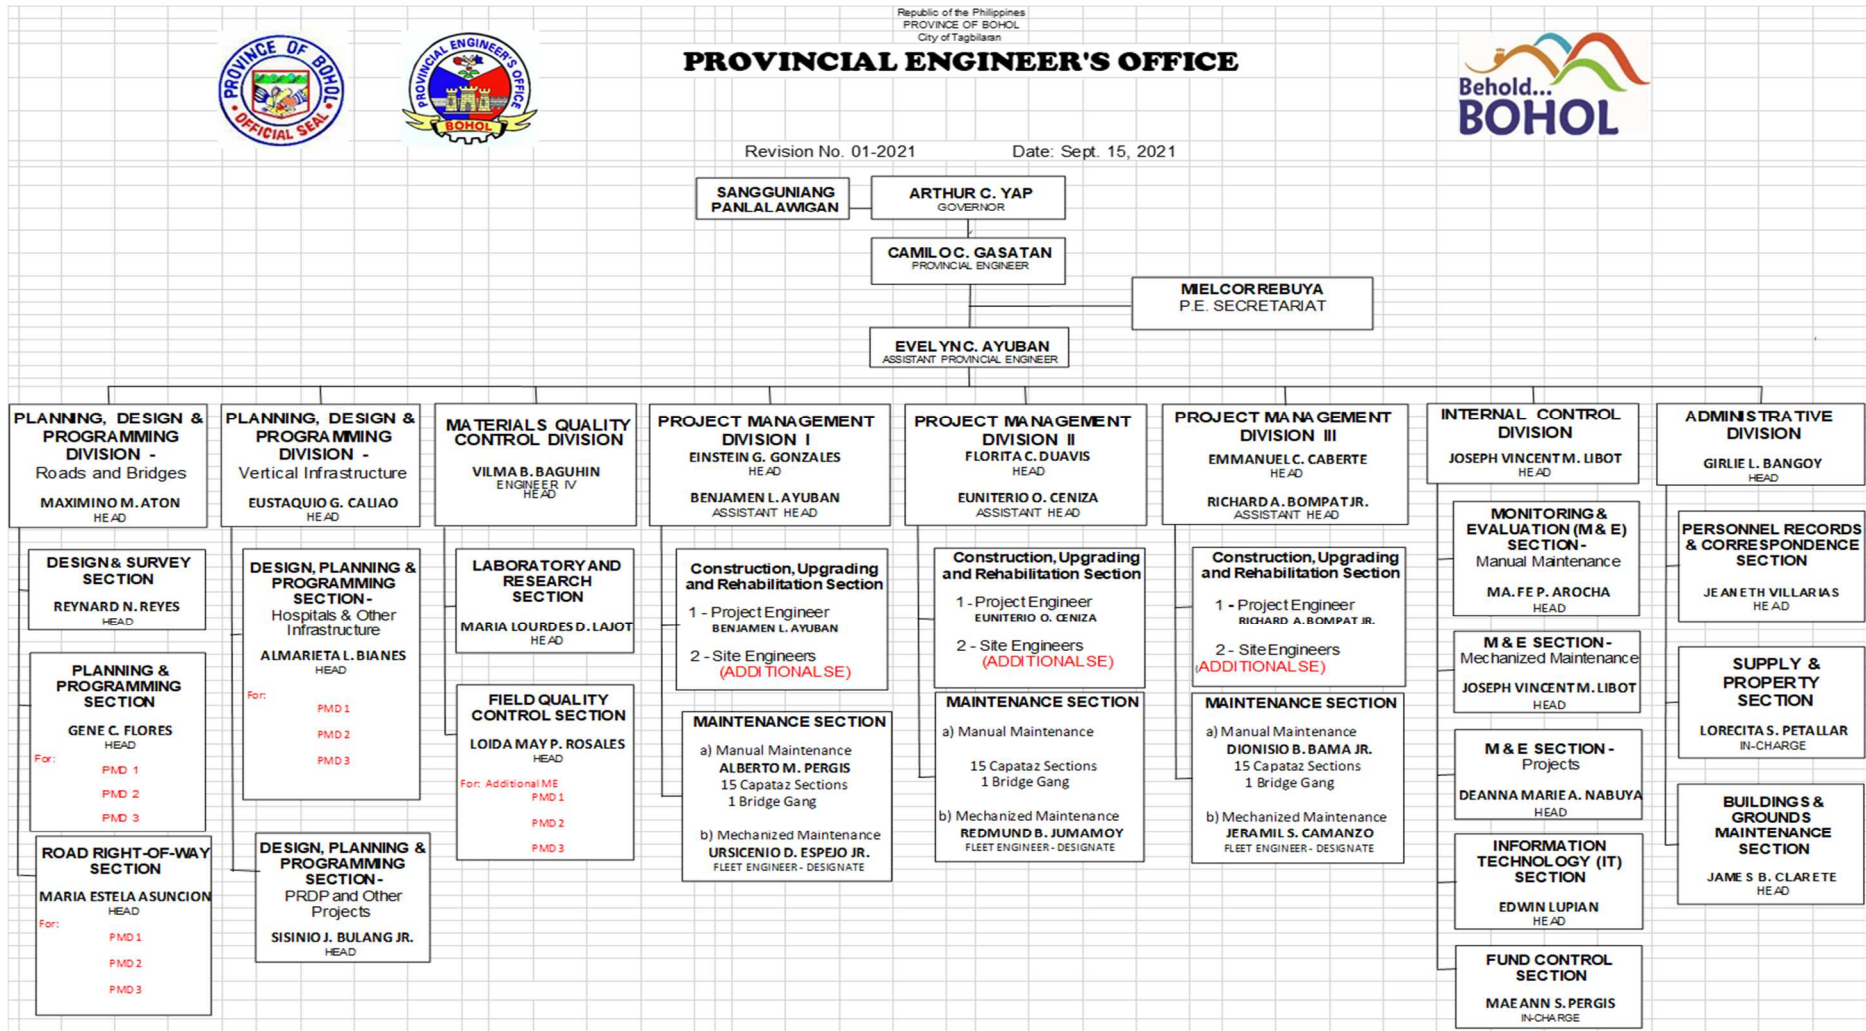 Republic of the Philippines
PROVINCE OF BOHOL
City of Tagbilaran
PROVINCIAL ENGINEER'S OFFICE
PROVINCE OF BOHOL
OFFICIAL SEAL
PROVINCIAL ENGINEER'S OFFICE
BOHOL
Behold...
BOHOL
Revision No. 01-2021 Date: Sept. 15, 2021
SANGGUNIANG
PANLALAWIGAN
ARTHUR C. YAP
GOVERNOR
CAMILO C. GASATAN
PROVINCIAL ENGINEER
MIELCOR REBUYA
P.E. SECRETARIAT
EVELYN C. AYUBAN
ASSISTANT PROVINCIAL ENGINEER
PLANNING, DESIGN &
PROGRAMMING
DIVISION -
Roads and Bridges
MAXIMINO M. ATON
HEAD
DESIGN & SURVEY
SECTION
REYNARD N. REYES
HEAD
PLANNING &
PROGRAMMING
SECTION
GENE C. FLORES
HEAD
For:
PMD 1
PMD 2
PMD 3
ROAD RIGHT-OF-WAY
SECTION
MARIA ESTELA ASUNCION
HEAD
For:
PMD 1
PMD 2
PMD 3
PLANNING, DESIGN &
PROGRAMMING
DIVISION -
Vertical Infrastructure
EUSTAQUIO G. CALIAO
HEAD
DESIGN, PLANNING &
PROGRAMMING
SECTION-
Hospitals & Other
Infrastructure
ALMARIETA L. BIANES
HEAD
For:
PMD 1
PMD 2
PMD 3
DESIGN, PLANNING &
PROGRAMMING
SECTION-
PRDP and Other
Projects
SISINIO J. BULANG JR.
HEAD
MATERIALS QUALITY
CONTROL DIVISION
VILMA B. BAGUHIN
ENGINEER IV
HEAD
LABORATORY AND
RESEARCH
SECTION
MARIA LOURDES D. LAJOT
HEAD
FIELD QUALITY
CONTROL SECTION
LOIDA MAY P. ROSALES
HEAD
For: Additional ME
PMD 1
PMD 2
PMD 3
PROJECT MANAGEMENT
DIVISION I
EINSTEIN G. GONZALES
HEAD
BENJAMEN L. AYUBAN
ASSISTANT HEAD
Construction, Upgrading
and Rehabilitation Section
1 - Project Engineer
BENJAMEN L. AYUBAN
2 - Site Engineers
(ADDITIONAL SE)
MAINTENANCE SECTION
a) Manual Maintenance
ALBERTO M. PERGIS
15 Capataz Sections
1 Bridge Gang
b) Mechanized Maintenance
URSICENIO D. ESPEJO JR.
FLEET ENGINEER - DESIGNATE
PROJECT MANAGEMENT
DIVISION II
FLORITA C. DUAVIS
HEAD
EUNITERIO O. CENIZA
ASSISTANT HEAD
Construction, Upgrading
and Rehabilitation Section
1 - Project Engineer
EUNITERIO O. CENIZA
2 - Site Engineers
(ADDITIONAL SE)
MAINTENANCE SECTION
a) Manual Maintenance
15 Capataz Sections
1 Bridge Gang
b) Mechanized Maintenance
REDMUND B. JUMAMOY
FLEET ENGINEER - DESIGNATE
PROJECT MANAGEMENT
DIVISION III
EMMANUEL C. CABERTE
HEAD
RICHARD A. BOMPAT JR.
ASSISTANT HEAD
Construction, Upgrading
and Rehabilitation Section
1 - Project Engineer
RICHARD A. BOMPAT JR.
2 - Site Engineers
(ADDITIONAL SE)
MAINTENANCE SECTION
a) Manual Maintenance
DIONISIO B. BAMA JR.
15 Capataz Sections
1 Bridge Gang
b) Mechanized Maintenance
JERAMIL S. CAMANZO
FLEET ENGINEER - DESIGNATE
INTERNAL CONTROL
DIVISION
JOSEPH VINCENT M. LIBOT
HEAD
MONITORING &
EVALUATION (M & E)
SECTION-
Manual Maintenance
MA. FE P. AROCHA
HEAD
M & E SECTION-
Mechanized Maintenance
JOSEPH VINCENT M. LIBOT
HEAD
M & E SECTION -
Projects
DEANNA MARIE A. NABUYA
HEAD
INFORMATION
TECHNOLOGY (IT)
SECTION
EDWIN LUPIAN
HEAD
FUND CONTROL
SECTION
MAE ANN S. PERGIS
IN-CHARGE
ADMINISTRATIVE
DIVISION
GIRLIE L. BANGOY
HEAD
PERSONNEL RECORDS
& CORRESPONDENCE
SECTION
JEANETH VILLARIAS
HEAD
SUPPLY &
PROPERTY
SECTION
LORECITA S. PETALLAR
IN-CHARGE
BUILDINGS &
GROUNDS
MAINTENANCE
SECTION
JAMES B. CLARETE
HEAD